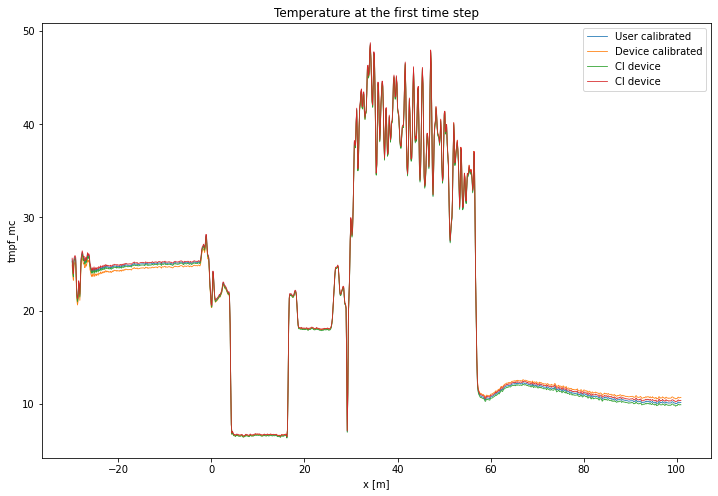 Temperature at the first time step
User calibrated
Device calibrated
CI device
CI device
tmpf_mc
50
40
30
20
10
−20
0
20
40
60
80
100
x [m]